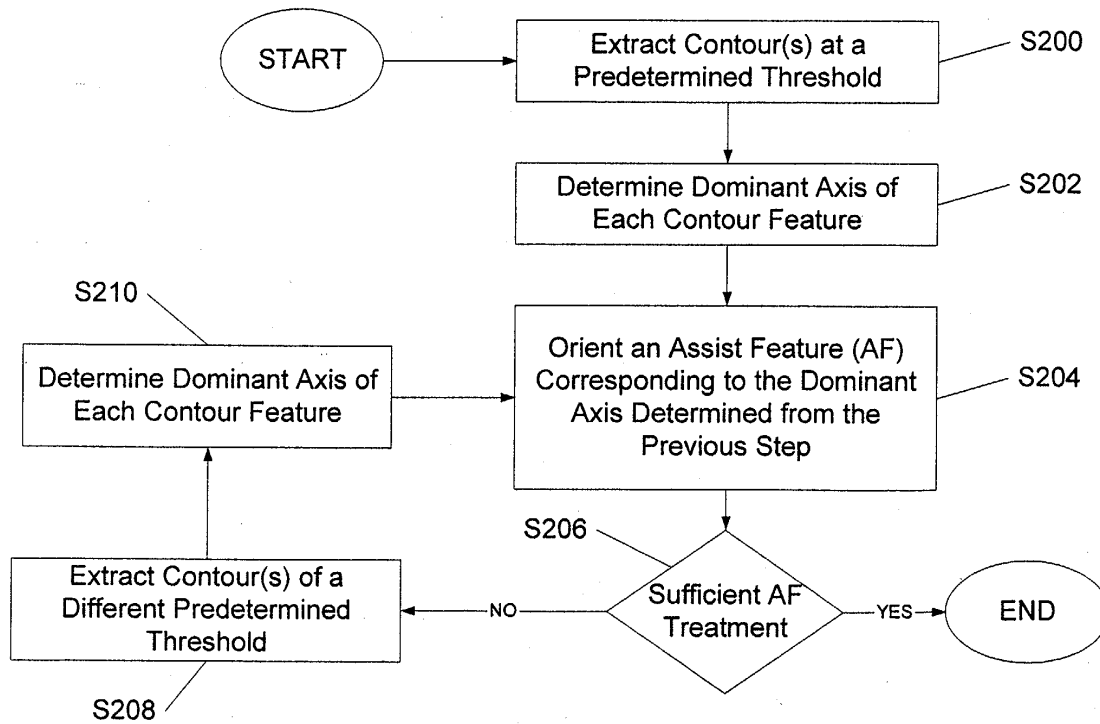 START
Extract Contour(s) at a
Predetermined Threshold
S200
Determine Dominant Axis of
Each Contour Feature
S202
Orient an Assist Feature (AF)
Corresponding to the Dominant
Axis Determined from the
Previous Step
S204
S206
Sufficient AF
Treatment
YES
END
NO
Extract Contour(s) of a
Different Predetermined
Threshold
S208
S210
Determine Dominant Axis of
Each Contour Feature